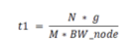 t1 = N * g / M * BW_node